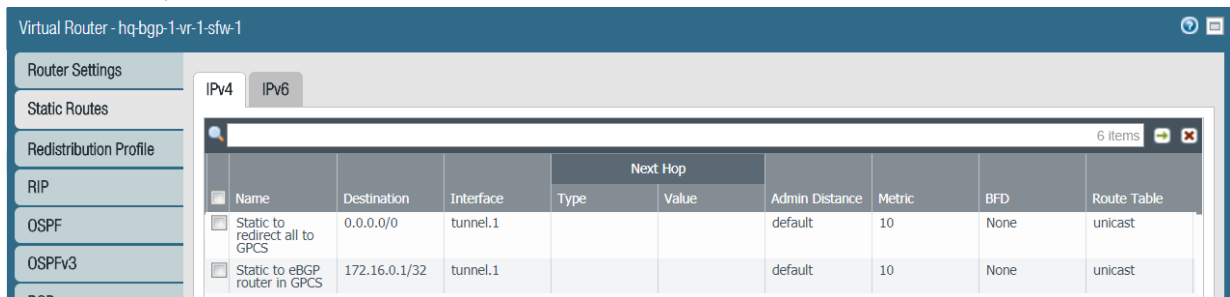 Virtual Router - hq-bgp-1-vr-1-sfw-1
Router Settings
Static Routes
Redistribution Profile
RIP
OSPF
OSPFv3
IPv4 IPv6
6 items
Next Hop
Name Destination Interface Type Value Admin Distance Metric BFD Route Table
Static to redirect all to GPCS 0.0.0.0/0 tunnel.1 default 10 None unicast
Static to eBGP router in GPCS 172.16.0.1/32 tunnel.1 default 10 None unicast